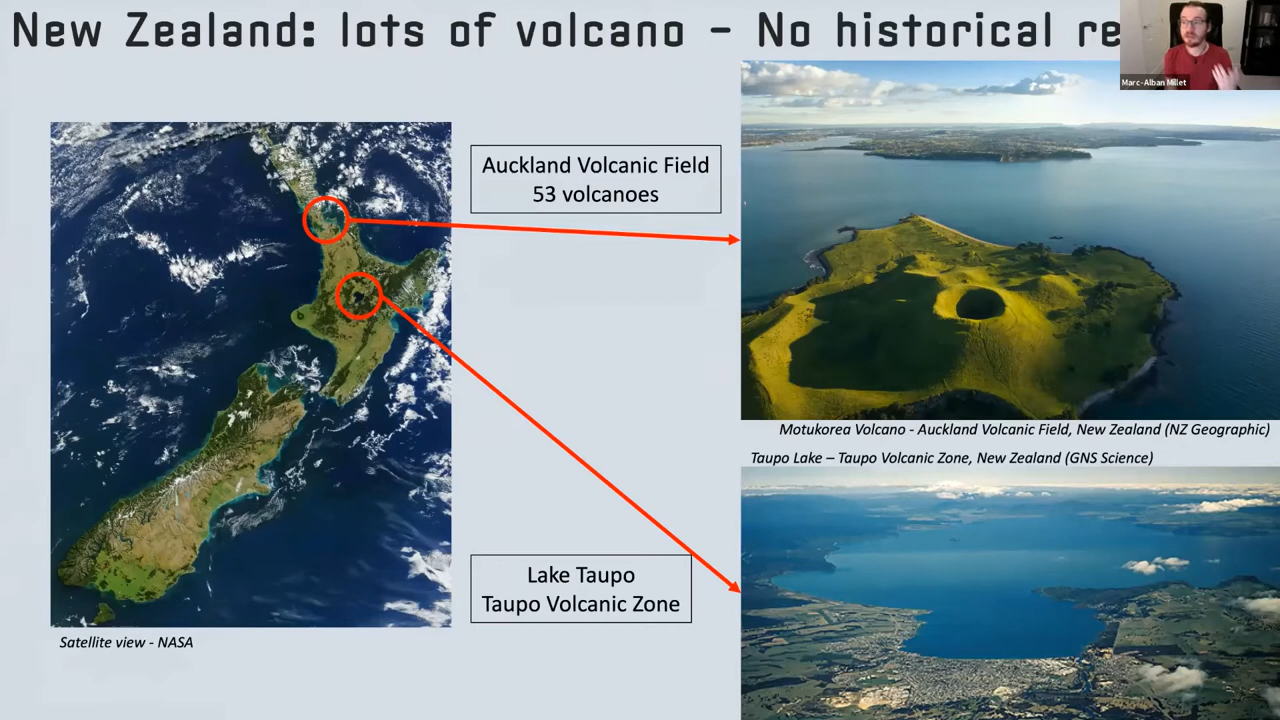 New Zealand: lots of volcano – No historical re
Marc-Alban Millet
Auckland Volcanic Field
53 volcanoes
Motukorea Volcano - Auckland Volcanic Field, New Zealand (NZ Geographic)
Taupo Lake – Taupo Volcanic Zone, New Zealand (GNS Science)
Lake Taupo
Taupo Volcanic Zone
Satellite view - NASA